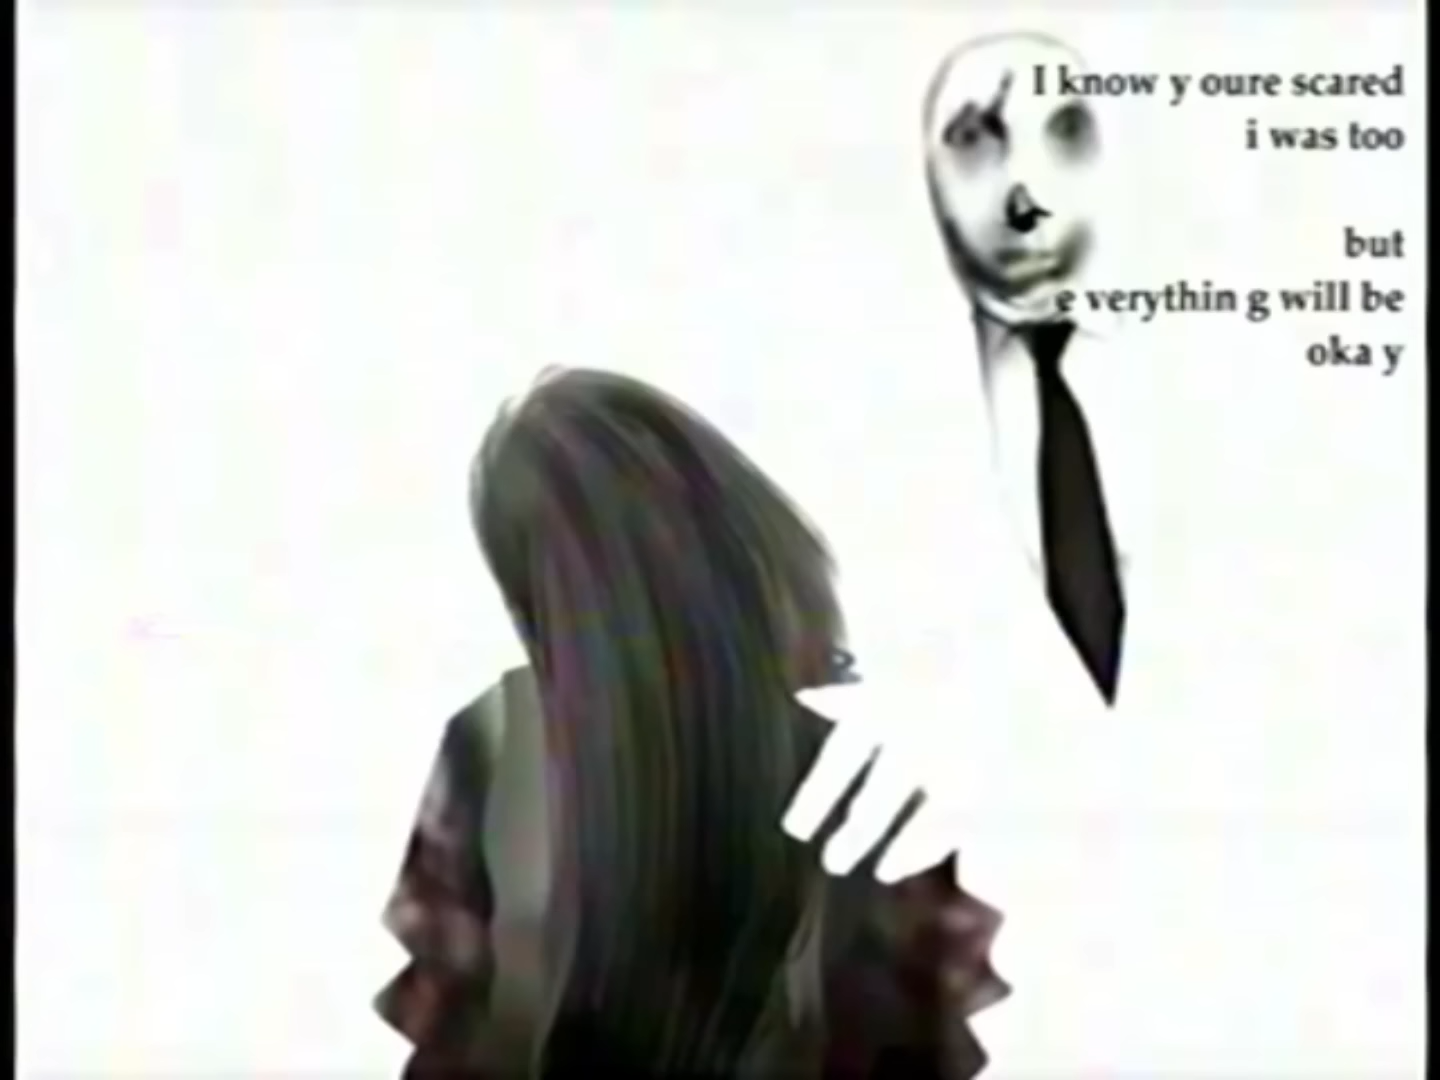 I know y oure scared
i was too
but
e verythin g will be
oka y